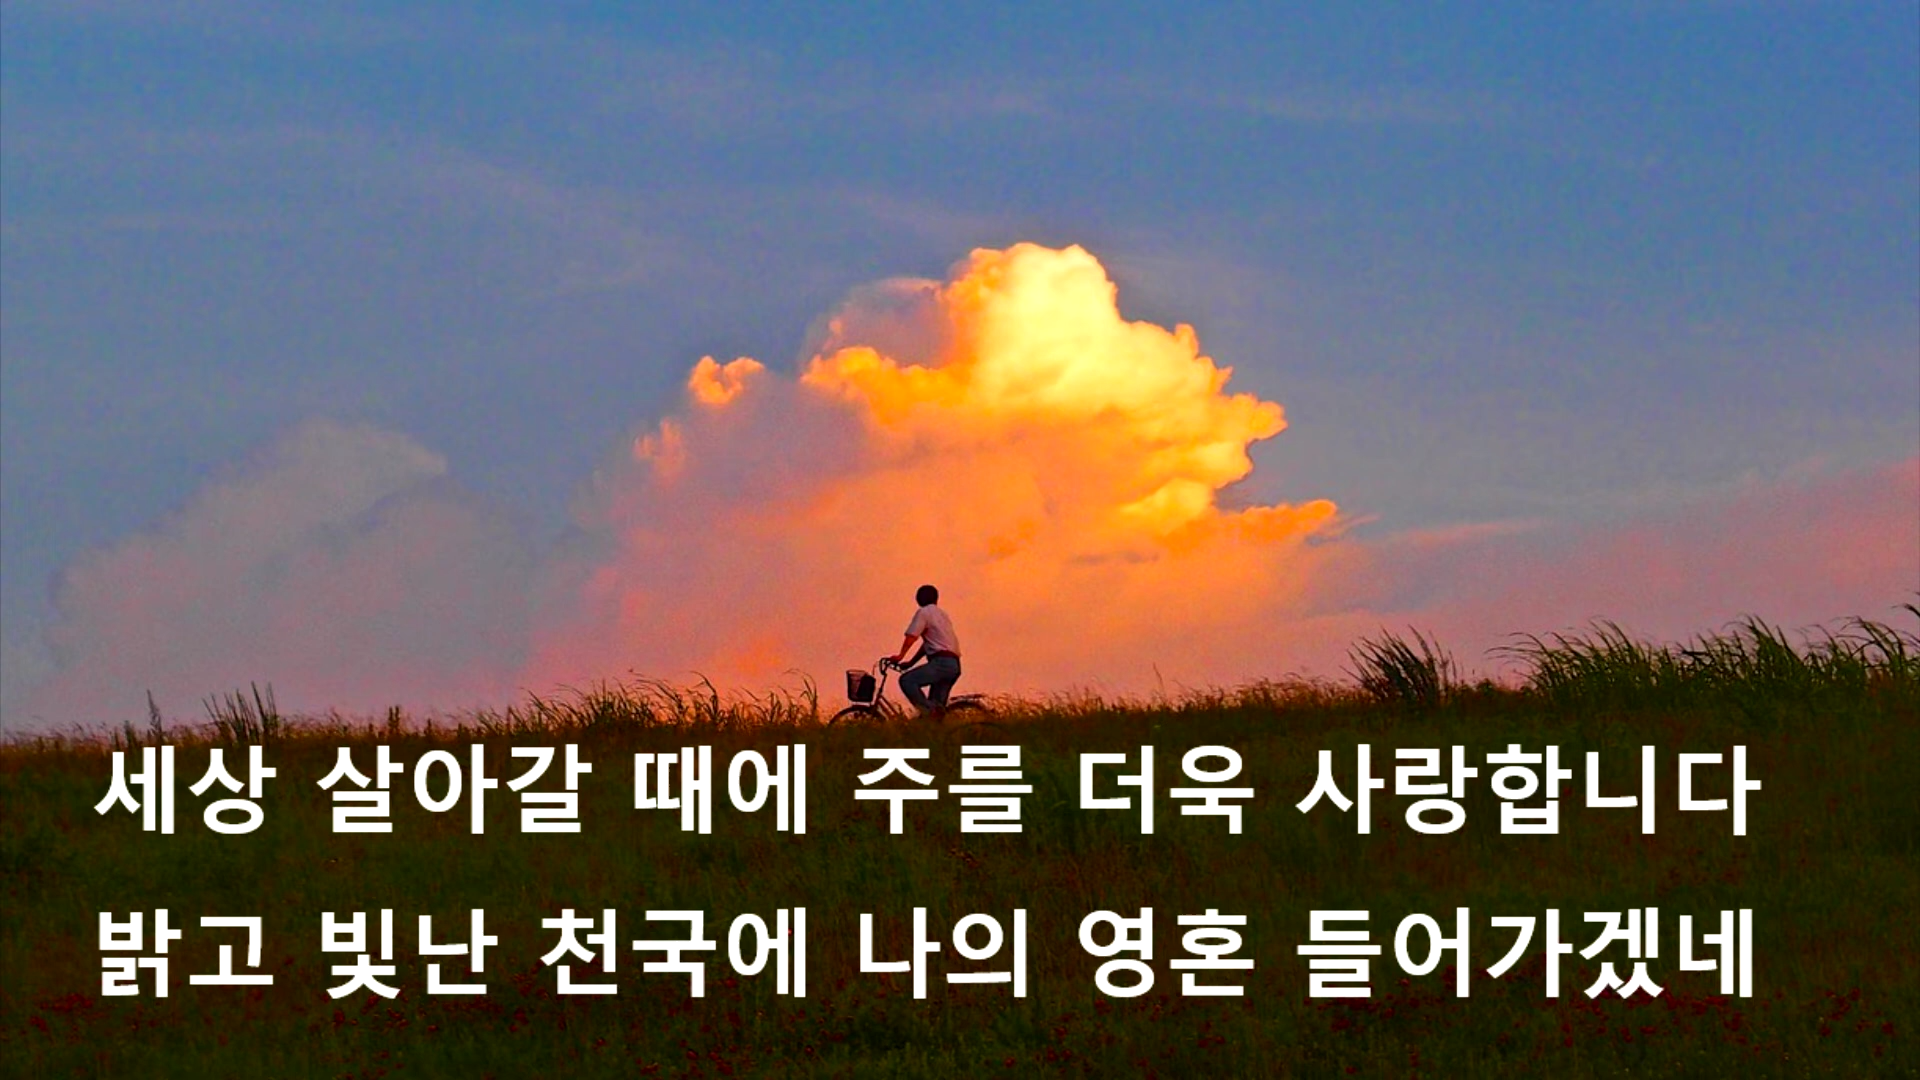 세상 살아갈 때에 주를 더욱 사랑합니다
밝고 빛난 천국에 나의 영혼 들어가겠네